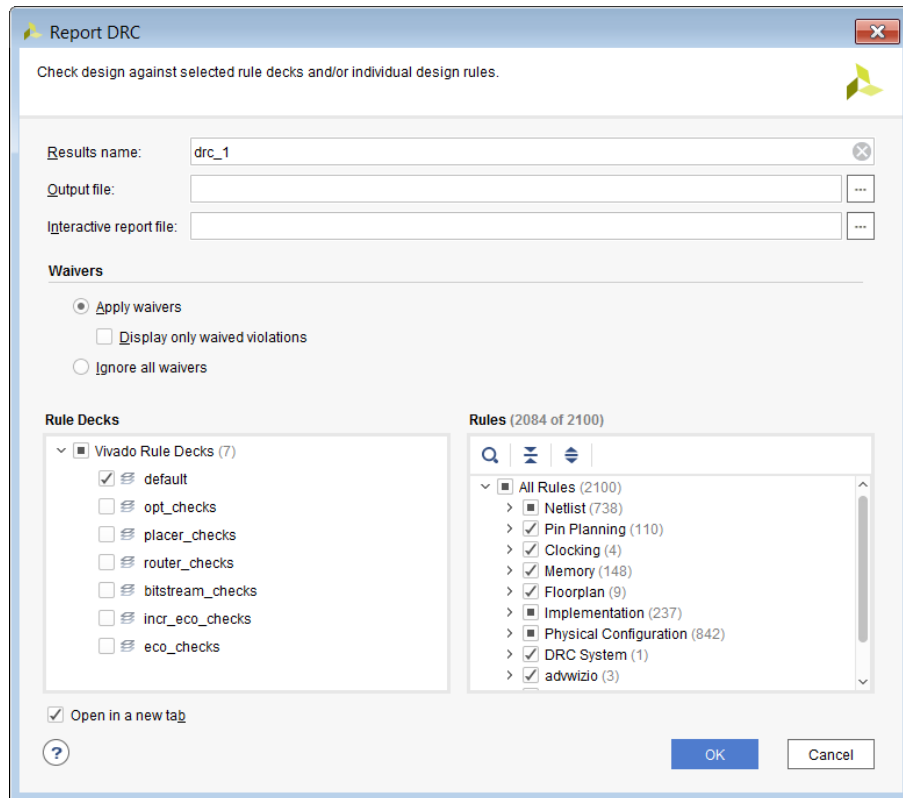 Report DRC
Check design against selected rule decks and/or individual design rules.
Results name: drc_1
Output file: ...
Interactive report file: ...
Waivers
Apply waivers
Display only waived violations
Ignore all waivers
Rule Decks
Vivado Rule Decks (7)
default
opt_checks
placer_checks
router_checks
bitstream_checks
incr_eco_checks
eco_checks
Rules (2084 of 2100)
All Rules (2100)
Netlist (738)
Pin Planning (110)
Clocking (4)
Memory (148)
Floorplan (9)
Implementation (237)
Physical Configuration (842)
DRC System (1)
advwizio (3)
Open in a new tab
? OK Cancel